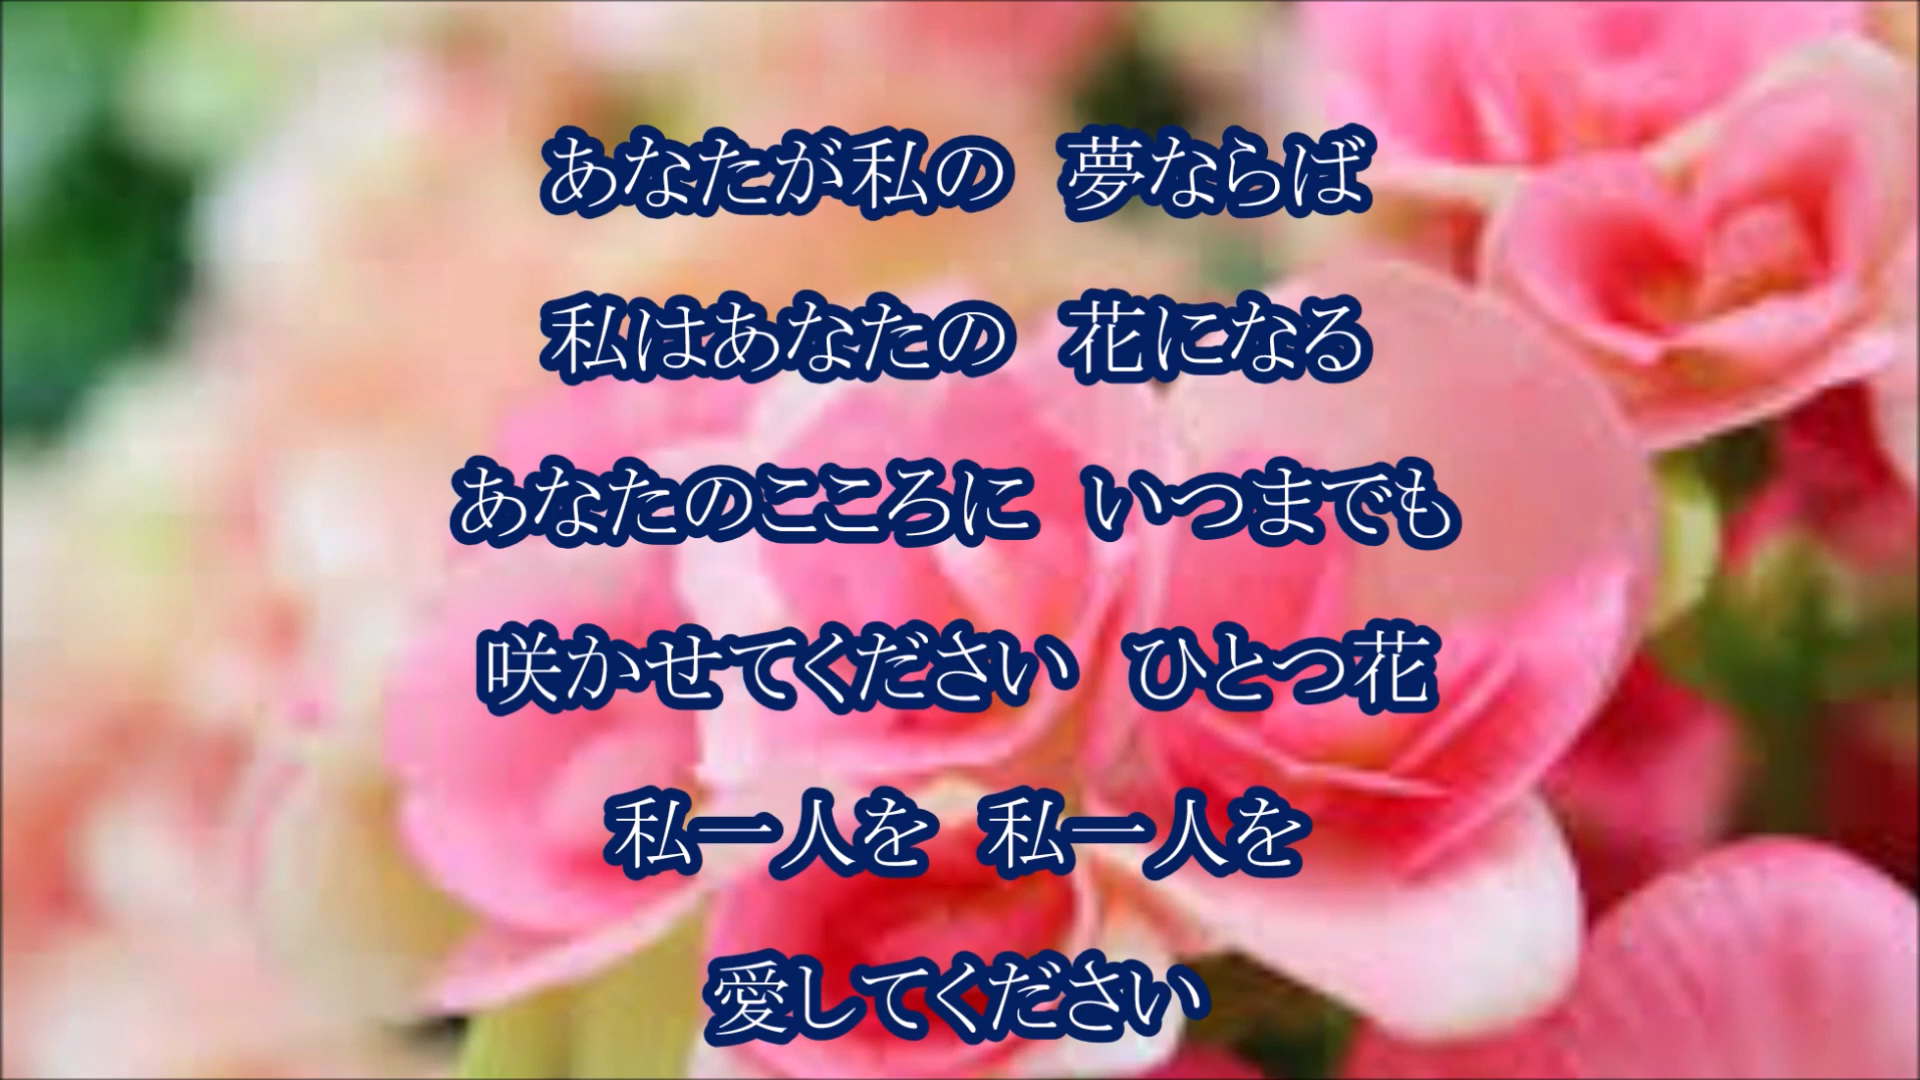 あなたが私の　夢ならば
私はあなたの　花になる
あなたのこころに　いつまでも
咲かせてください　ひとつ花
私一人を　私一人を
愛してください